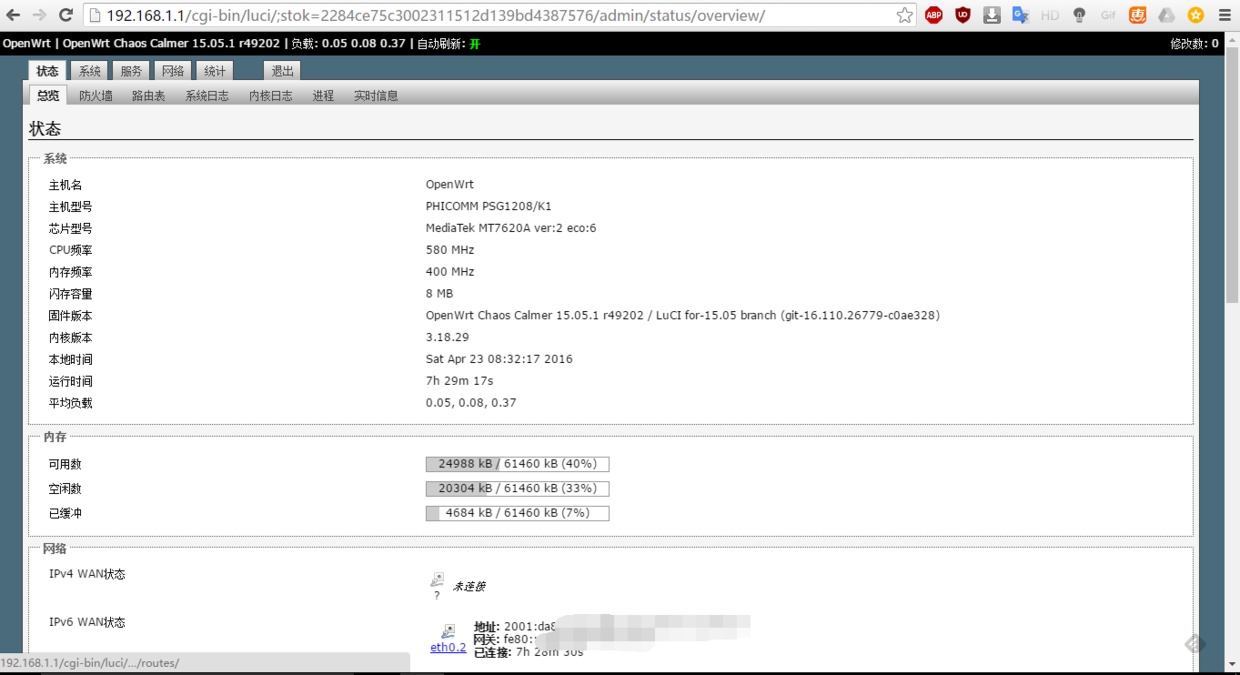 192.168.1.1/cgi-bin/luci/;stok=2284ce75c3002311512d139bd4387576/admin/status/overview/
ABP HD Gif 惠
OpenWrt | OpenWrt Chaos Calmer 15.05.1 r49202 | 负载: 0.05 0.08 0.37 | 自动刷新: 开 修改数: 0
状态 系统 服务 网络 统计 退出
总览 防火墙 路由表 系统日志 内核日志 进程 实时信息
状态
系统
主机名 OpenWrt
主机型号 PHICOMM PSG1208/K1
芯片型号 MediaTek MT7620A ver:2 eco:6
CPU频率 580 MHz
内存频率 400 MHz
闪存容量 8 MB
固件版本 OpenWrt Chaos Calmer 15.05.1 r49202 / LuCI for-15.05 branch (git-16.110.26779-c0ae328)
内核版本 3.18.29
本地时间 Sat Apr 23 08:32:17 2016
运行时间 7h 29m 17s
平均负载 0.05, 0.08, 0.37
内存
可用数 24988 kB / 61460 kB (40%)
空闲数 20304 kB / 61460 kB (33%)
已缓冲 4684 kB / 61460 kB (7%)
网络
IPv4 WAN状态 ? 未连接
IPv6 WAN状态 eth0.2
地址: 2001:da8
网关: fe80::
已连接: 7h 28m 30s
192.168.1.1/cgi-bin/luci/.../routes/